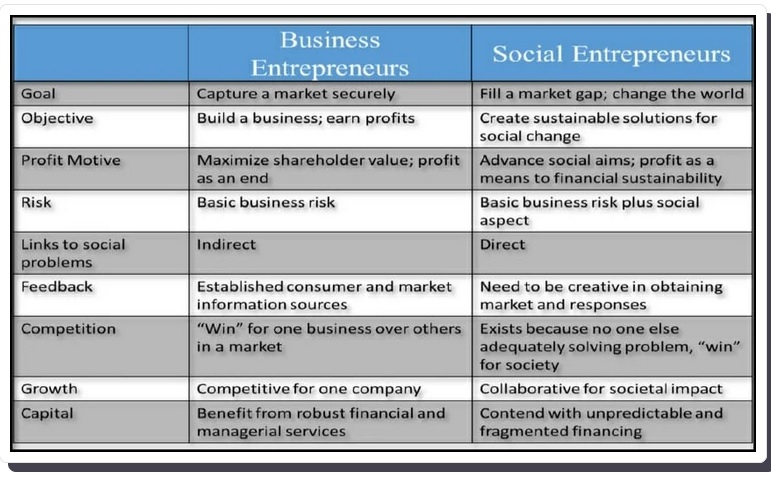 Business Entrepreneurs
Social Entrepreneurs
Goal
Capture a market securely
Fill a market gap; change the world
Objective
Build a business; earn profits
Create sustainable solutions for
social change
Profit Motive
Maximize shareholder value; profit
as an end
Advance social aims; profit as a
means to financial sustainability
Risk
Basic business risk
Basic business risk plus social
aspect
Links to social
problems
Indirect
Direct
Feedback
Established consumer and market
information sources
Need to be creative in obtaining
market and responses
Competition
“Win” for one business over others
in a market
Exists because no one else
adequately solving problem, “win”
for society
Growth
Competitive for one company
Collaborative for societal impact
Capital
Benefit from robust financial and
managerial services
Contend with unpredictable and
fragmented financing